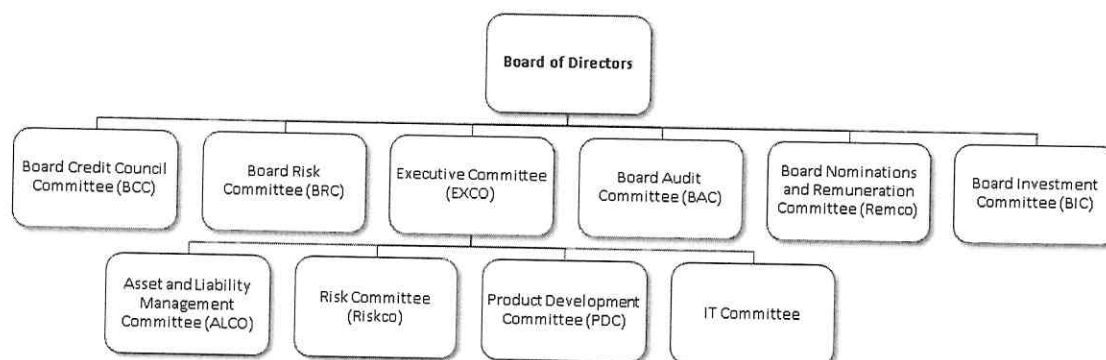 Board of Directors
Board Credit Council
Committee (BCC)
Board Risk
Committee (BRC)
Executive Committee
(EXCO)
Board Audit
Committee (BAC)
Board Nominations
and Remuneration
Committee (Remco)
Board Investment
Committee (BIC)
Asset and Liability
Management
Committee (ALCO)
Risk Committee
(Riskco)
Product Development
Committee (PDC)
IT Committee